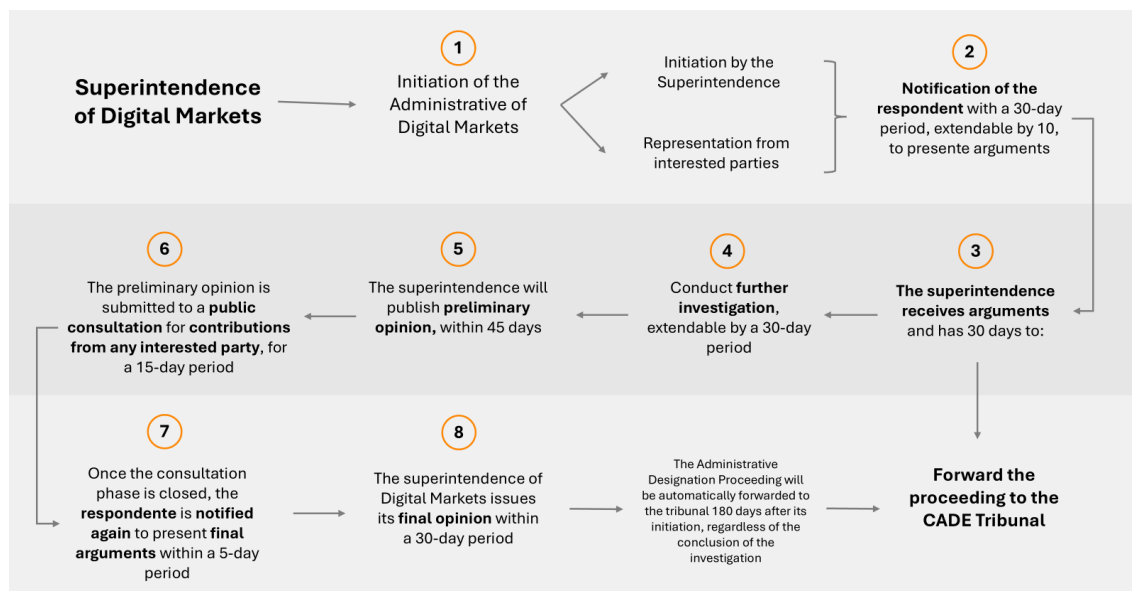 Superintendence
of Digital Markets
1
Initiation of the
Administrative of
Digital Markets
Initiation by the
Superintendence
Representation from
interested parties
2
Notification of the
respondent with a 30-day
period, extendable by 10,
to presente arguments
3
The superintendence
receives arguments
and has 30 days to:
4
Conduct further
investigation,
extendable by a 30-day
period
5
The superintendence will
publish preliminary
opinion, within 45 days
6
The preliminary opinion is
submitted to a public
consultation for contributions
from any interested party, for
a 15-day period
7
Once the consultation
phase is closed, the
respondente is notified
again to present final
arguments within a 5-day
period
8
The superintendence of
Digital Markets issues
its final opinion within
a 30-day period
The Administrative
Designation Proceeding will
be automatically forwarded to
the tribunal 180 days after its
initiation, regardless of the
conclusion of the
investigation
Forward the
proceeding to the
CADE Tribunal